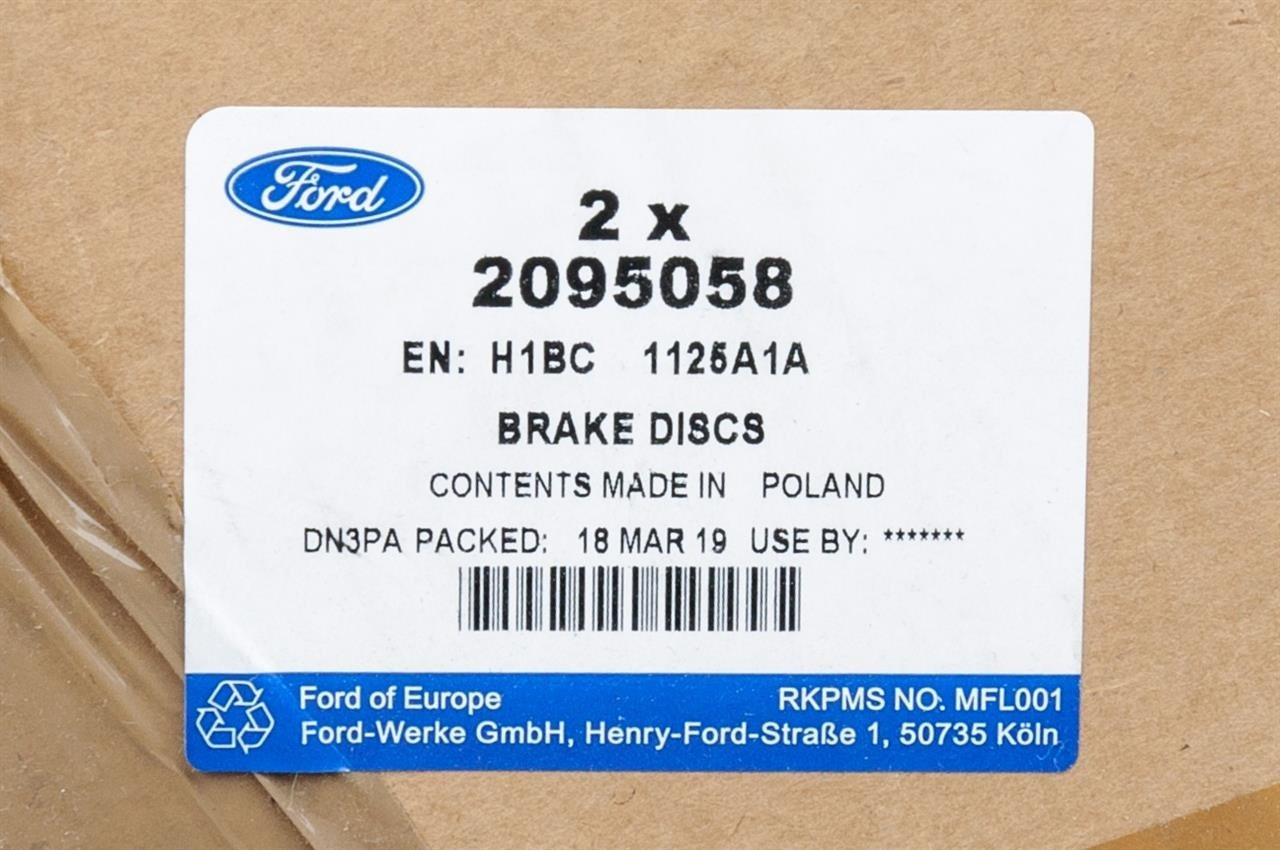 Ford
2 x
2095058
EN: H1BC 1125A1A
BRAKE DISCS
CONTENTS MADE IN POLAND
DN3PA PACKED: 18 MAR 19 USE BY: *******
Ford of Europe RKPMS NO. MFL001
Ford-Werke GmbH, Henry-Ford-Straße 1, 50735 Köln